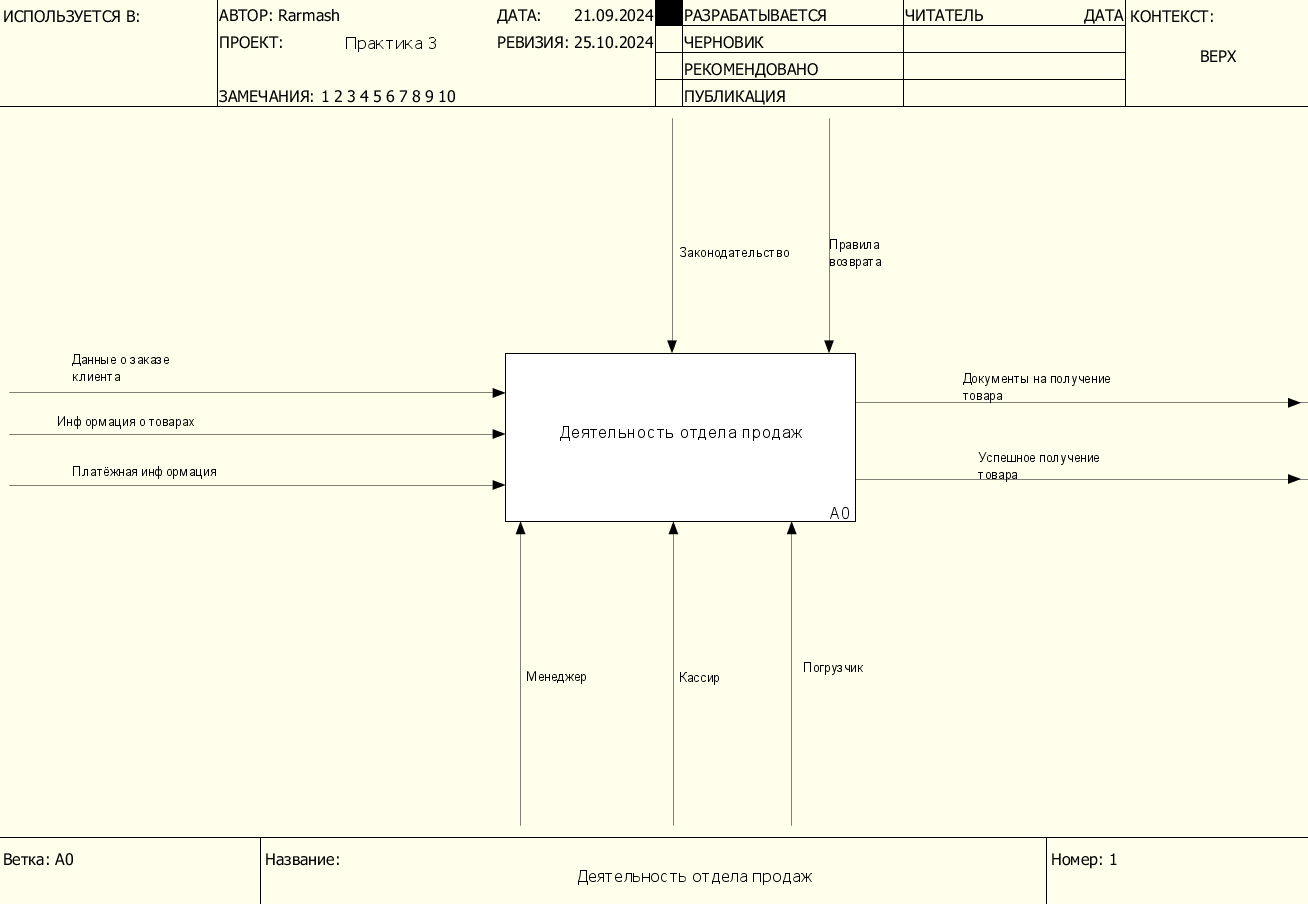 ИСПОЛЬЗУЕТСЯ В:
АВТОР: Rarmash
ДАТА: 21.09.2024
ПРОЕКТ: Практика 3
РЕВИЗИЯ: 25.10.2024
ЗАМЕЧАНИЯ: 1 2 3 4 5 6 7 8 9 10
РАЗРАБАТЫВАЕТСЯ
ЧЕРНОВИК
РЕКОМЕНДОВАНО
ПУБЛИКАЦИЯ
ЧИТАТЕЛЬ
ДАТА
КОНТЕКСТ:
ВЕРХ
Законодательство
Правила
возврата
Данные о заказе
клиента
Информация о товарах
Платёжная информация
Деятельность отдела продаж
A0
Документы на получение
товара
Успешное получение
товара
Менеджер
Кассир
Погрузчик
Ветка: A0
Название:
Деятельность отдела продаж
Номер: 1